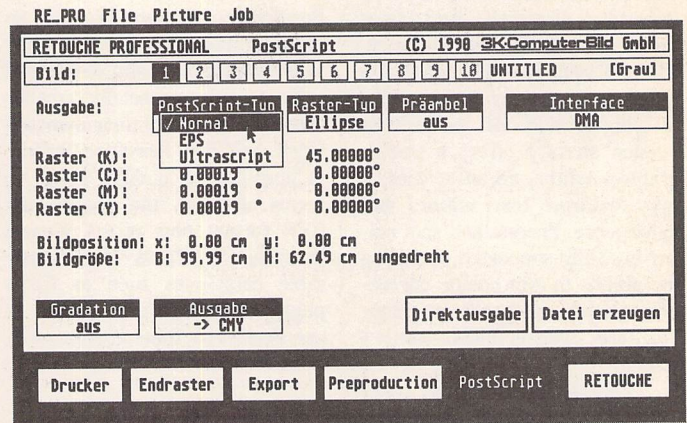 RE_PRO File Picture Job
RETOUCHE PROFESSIONAL PostScript (C) 1990 3K-ComputerBild GmbH
Bild: 1 2 3 4 5 6 7 8 9 10 UNTITLED [Grau]
Ausgabe: PostScript-Typ Raster-Typ Präambel Interface
✓ Normal Ellipse aus DMA
EPS
Ultrascript
Raster (K): 45.00000°
Raster (C): 0.00019 ° 0.00000°
Raster (M): 0.00019 ° 0.00000°
Raster (Y): 0.00019 ° 0.00000°
Bildposition: x: 0.00 cm y: 0.00 cm
Bildgröße: B: 99.99 cm H: 62.49 cm ungedreht
Gradation Ausgabe
aus -> CMY Direktausgabe Datei erzeugen
Drucker Endraster Export Preproduction PostScript RETOUCHE